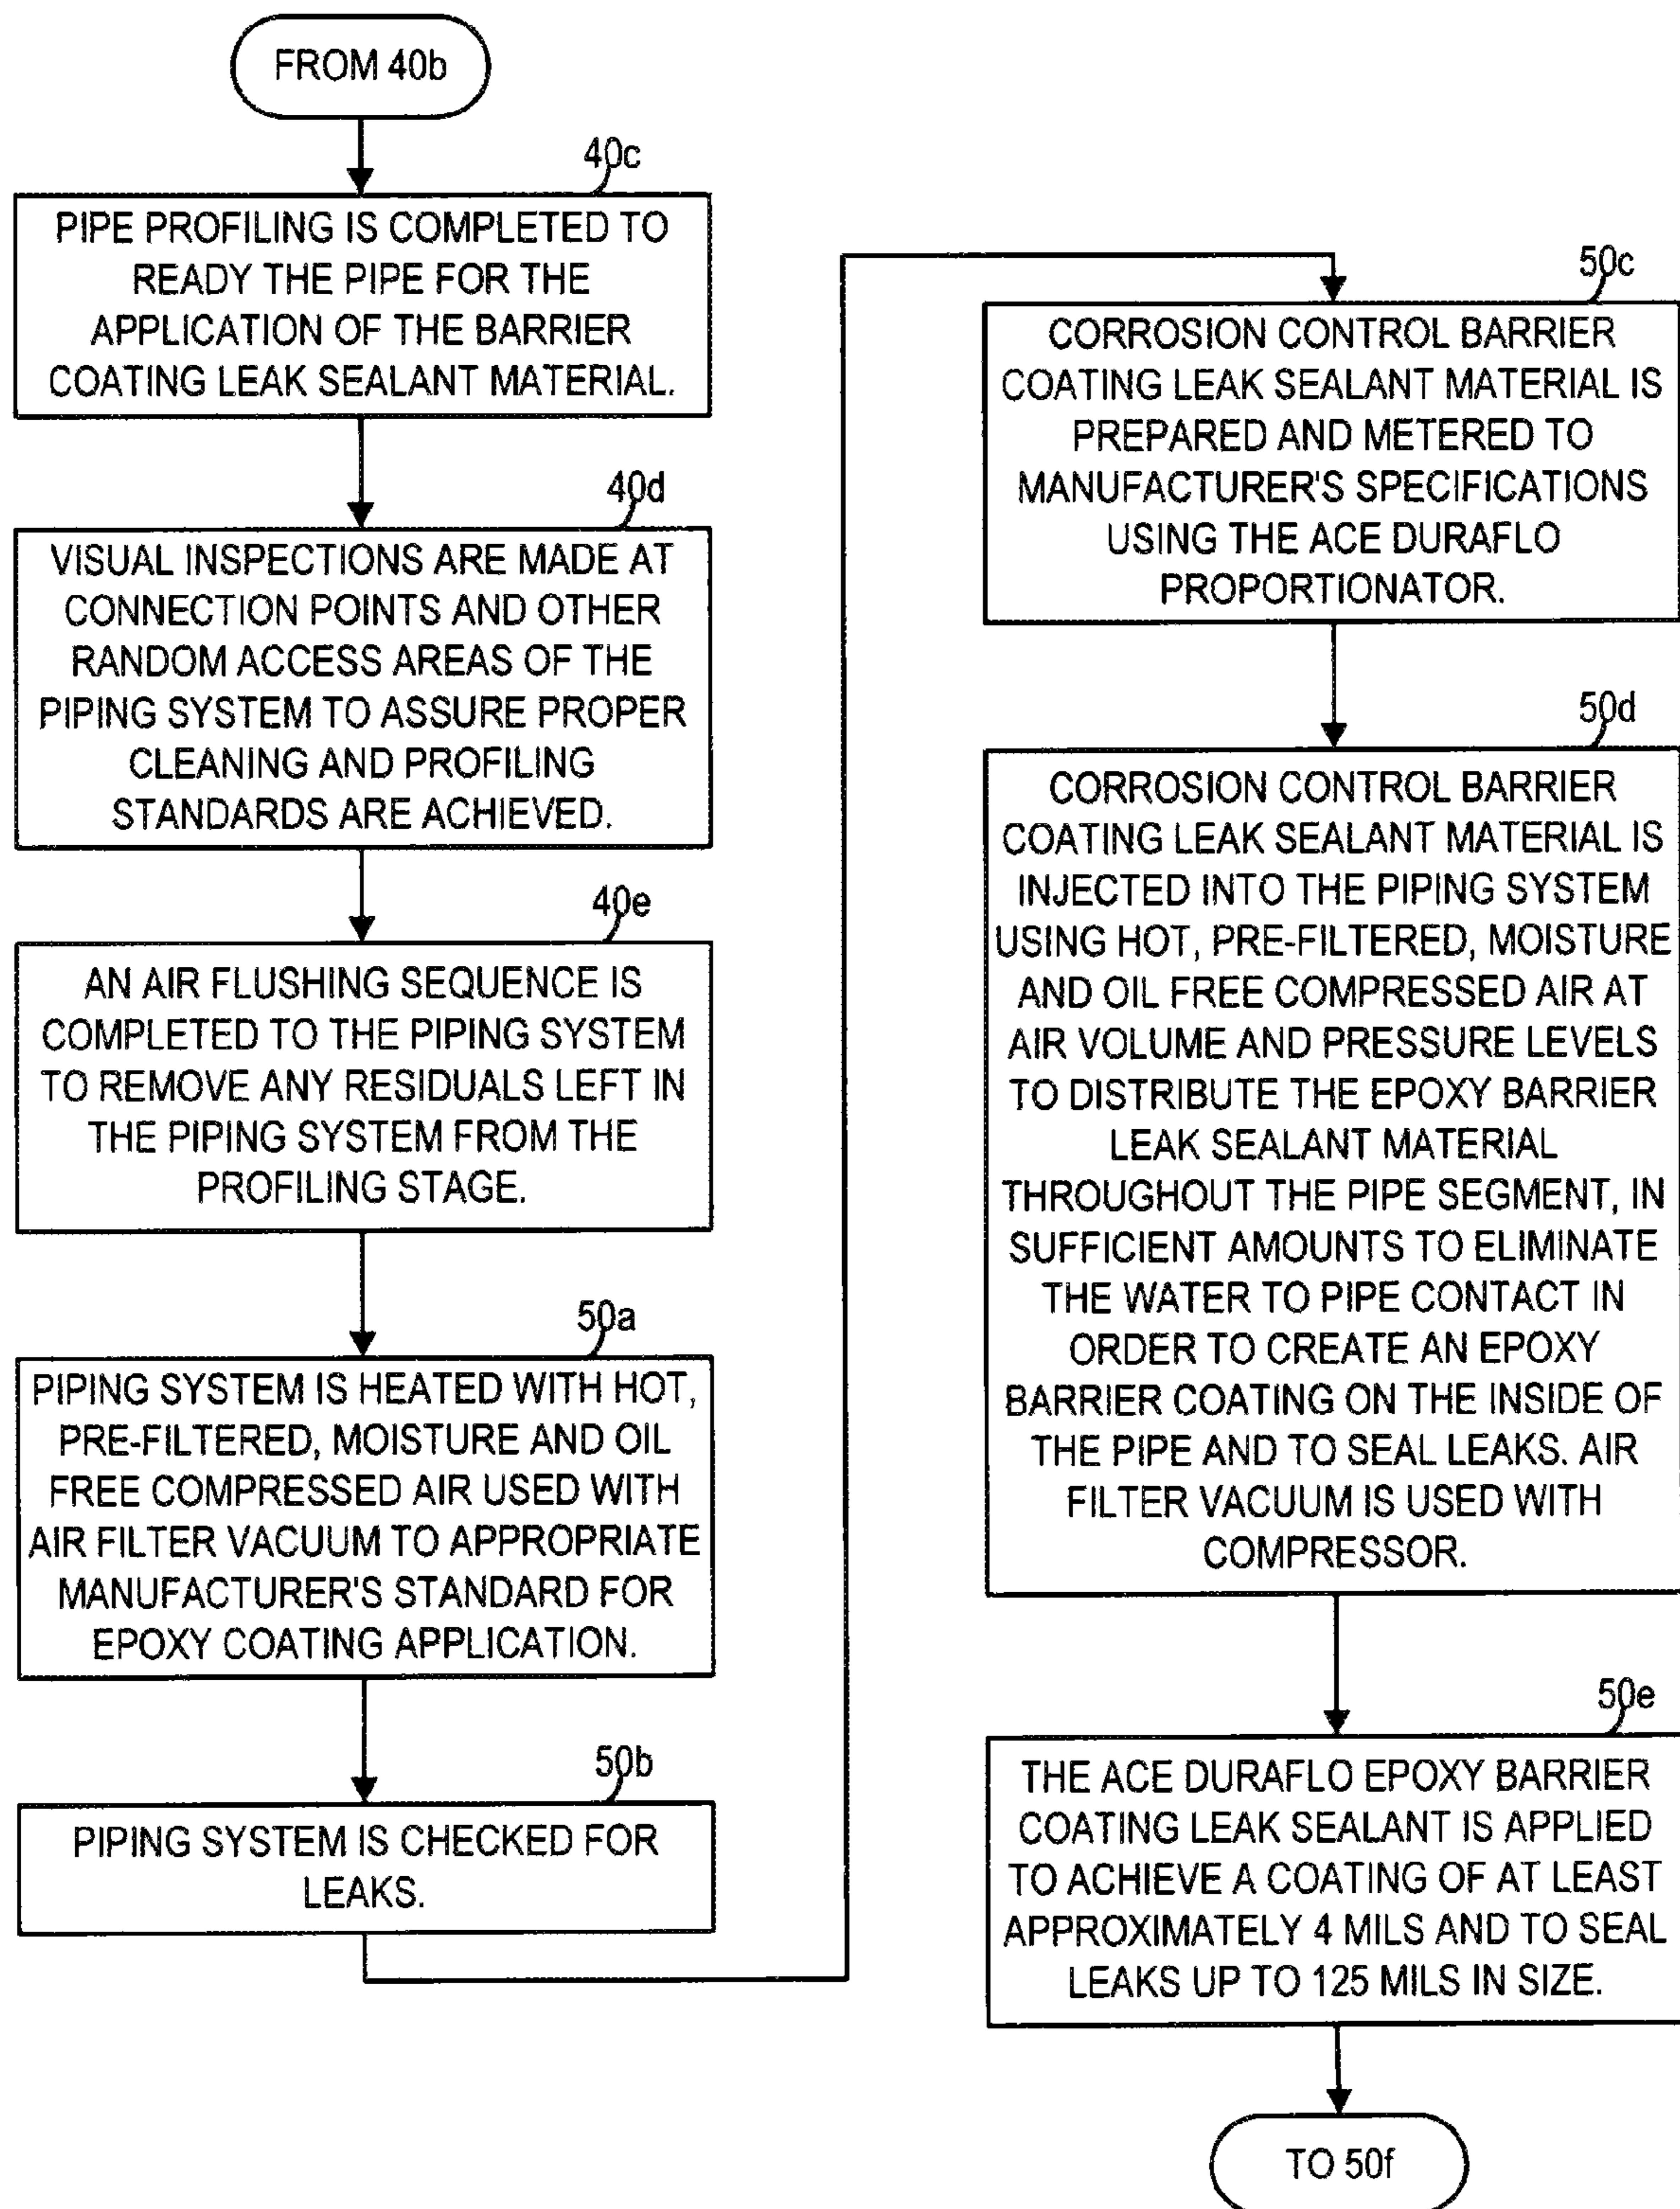 FROM 40b
40c
PIPE PROFILING IS COMPLETED TO
READY THE PIPE FOR THE
APPLICATION OF THE BARRIER
COATING LEAK SEALANT MATERIAL.
40d
VISUAL INSPECTIONS ARE MADE AT
CONNECTION POINTS AND OTHER
RANDOM ACCESS AREAS OF THE
PIPING SYSTEM TO ASSURE PROPER
CLEANING AND PROFILING
STANDARDS ARE ACHIEVED.
40e
AN AIR FLUSHING SEQUENCE IS
COMPLETED TO THE PIPING SYSTEM
TO REMOVE ANY RESIDUALS LEFT IN
THE PIPING SYSTEM FROM THE
PROFILING STAGE.
50a
PIPING SYSTEM IS HEATED WITH HOT,
PRE-FILTERED, MOISTURE AND OIL
FREE COMPRESSED AIR USED WITH
AIR FILTER VACUUM TO APPROPRIATE
MANUFACTURER'S STANDARD FOR
EPOXY COATING APPLICATION.
50b
PIPING SYSTEM IS CHECKED FOR
LEAKS.
50c
CORROSION CONTROL BARRIER
COATING LEAK SEALANT MATERIAL IS
PREPARED AND METERED TO
MANUFACTURER'S SPECIFICATIONS
USING THE ACE DURAFLO
PROPORTIONATOR.
50d
CORROSION CONTROL BARRIER
COATING LEAK SEALANT MATERIAL IS
INJECTED INTO THE PIPING SYSTEM
USING HOT, PRE-FILTERED, MOISTURE
AND OIL FREE COMPRESSED AIR AT
AIR VOLUME AND PRESSURE LEVELS
TO DISTRIBUTE THE EPOXY BARRIER
LEAK SEALANT MATERIAL
THROUGHOUT THE PIPE SEGMENT, IN
SUFFICIENT AMOUNTS TO ELIMINATE
THE WATER TO PIPE CONTACT IN
ORDER TO CREATE AN EPOXY
BARRIER COATING ON THE INSIDE OF
THE PIPE AND TO SEAL LEAKS. AIR
FILTER VACUUM IS USED WITH
COMPRESSOR.
50e
THE ACE DURAFLO EPOXY BARRIER
COATING LEAK SEALANT IS APPLIED
TO ACHIEVE A COATING OF AT LEAST
APPROXIMATELY 4 MILS AND TO SEAL
LEAKS UP TO 125 MILS IN SIZE.
TO 50f